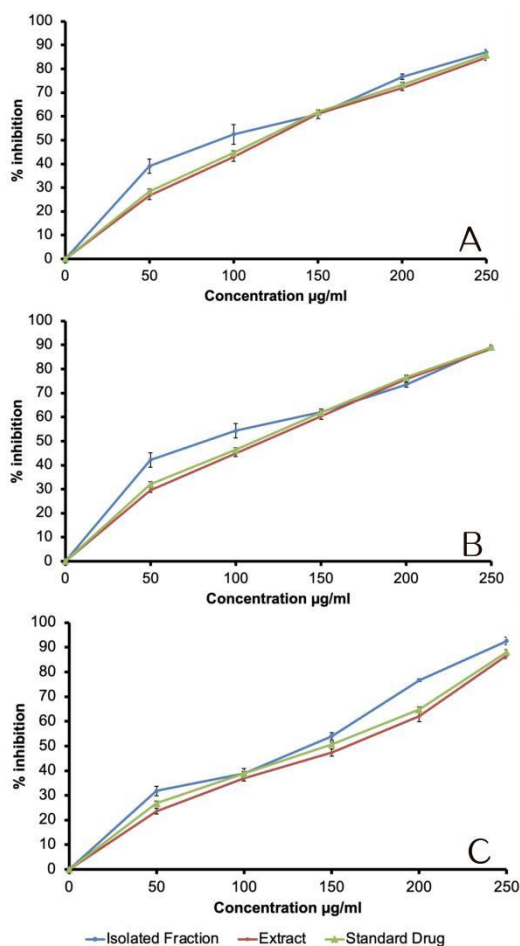 100
90
80
70
60
50
40
30
20
10
0
% inhibition
0 50 100 150 200 250
Concentration µg/ml
A
100
90
80
70
60
50
40
30
20
10
0
% inhibition
0 50 100 150 200 250
Concentration µg/ml
B
100
90
80
70
60
50
40
30
20
10
0
% inhibition
0 50 100 150 200 250
Concentration µg/ml
C
Isolated Fraction Extract Standard Drug